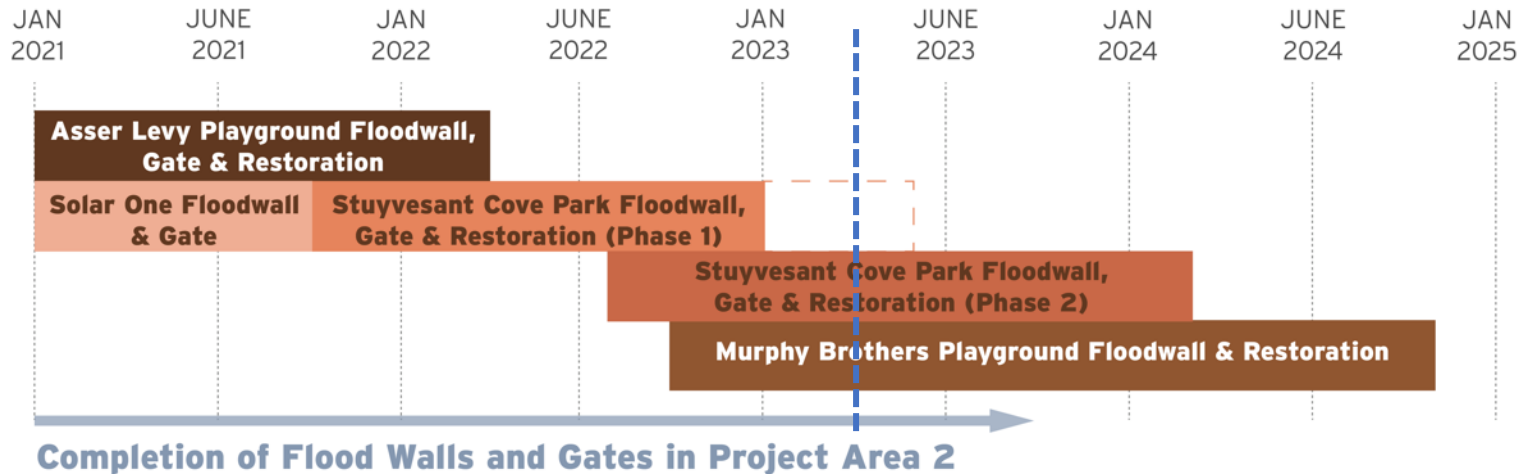 JAN 2021
JUNE 2021
JAN 2022
JUNE 2022
JAN 2023
JUNE 2023
JAN 2024
JUNE 2024
JAN 2025
Asser Levy Playground Floodwall,
Gate & Restoration
Solar One Floodwall
& Gate
Stuyvesant Cove Park Floodwall,
Gate & Restoration (Phase 1)
Stuyvesant Cove Park Floodwall,
Gate & Restoration (Phase 2)
Murphy Brothers Playground Floodwall & Restoration
Completion of Flood Walls and Gates in Project Area 2